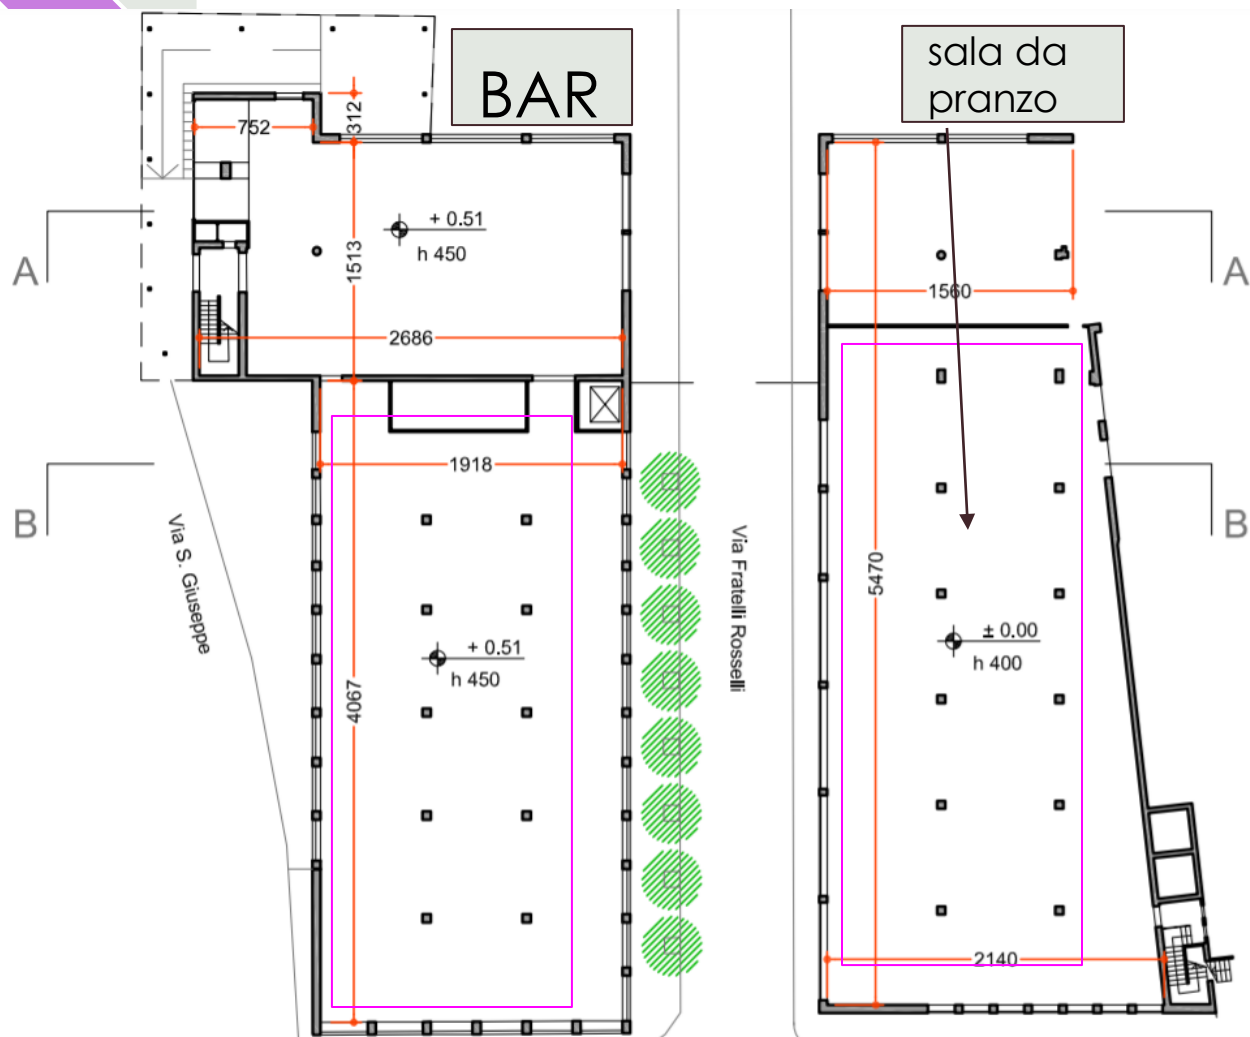 BAR
sala da
pranzo
752
312
+ 0.51
h 450
1513
A
A
1560
2686
1918
B
B
Via S. Giuseppe
Via Fratelli Rosselli
5470
+ 0.51
h 450
± 0.00
h 400
4067
2140